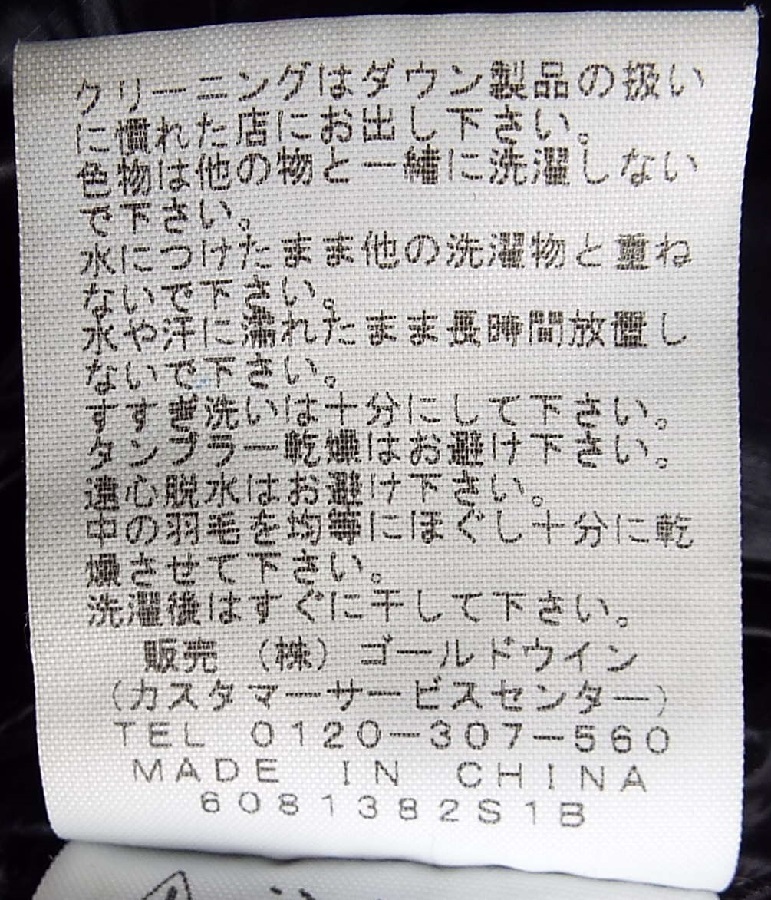 クリーニングはダウン製品の扱い
に慣れた店にお出し下さい。
色物は他の物と一緒に洗濯しない
で下さい。
水につけたまま他の洗濯物と重ね
ないで下さい。
水や汗に濡れたまま長時間放置し
ないで下さい。
すすぎ洗いは十分にして下さい。
タンブラー乾燥はお避け下さい。
遠心脱水はお避け下さい。
中の羽毛を均等にほぐし十分に乾
燥させて下さい。
洗濯後はすぐに干して下さい。
販売 (株) ゴールドウイン
(カスタマーサービスセンター)
TEL 0120-307-560
MADE IN CHINA
6081382S1B